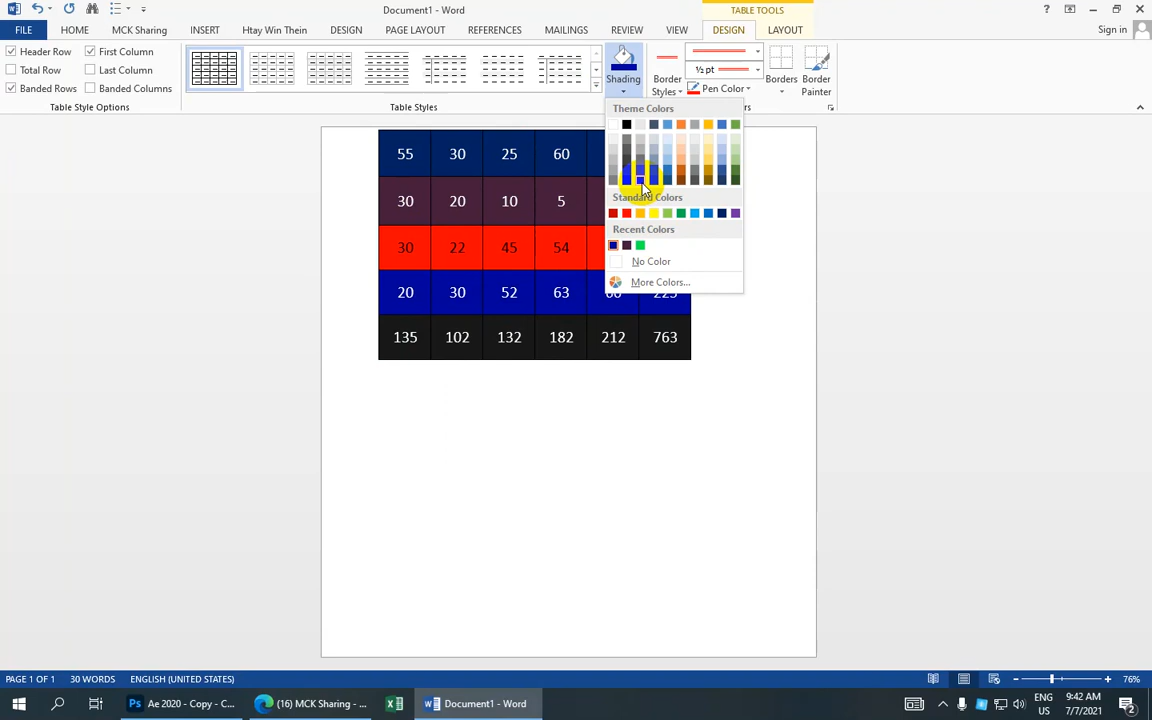 Document1 - Word
TABLE TOOLS
?
FILE
HOME
MCK Sharing
INSERT
Htay Win Thein
DESIGN
PAGE LAYOUT
REFERENCES
MAILINGS
REVIEW
VIEW
DESIGN
LAYOUT
Sign in
Header Row
First Column
Total Row
Last Column
Banded Rows
Banded Columns
Table Style Options
Table Styles
Shading
Border Styles
½ pt
Pen Color
Borders
Border Painter
Theme Colors
Standard Colors
Recent Colors
No Color
More Colors...
55 30 25 60
30 20 10 5
30 22 45 54
20 30 52 63
135 102 132 182 212 763
PAGE 1 OF 1
30 WORDS
ENGLISH (UNITED STATES)
76%
Ae 2020 - Copy - C...
(16) MCK Sharing - ...
Document1 - Word
ENG
US
9:42 AM
7/7/2021
2